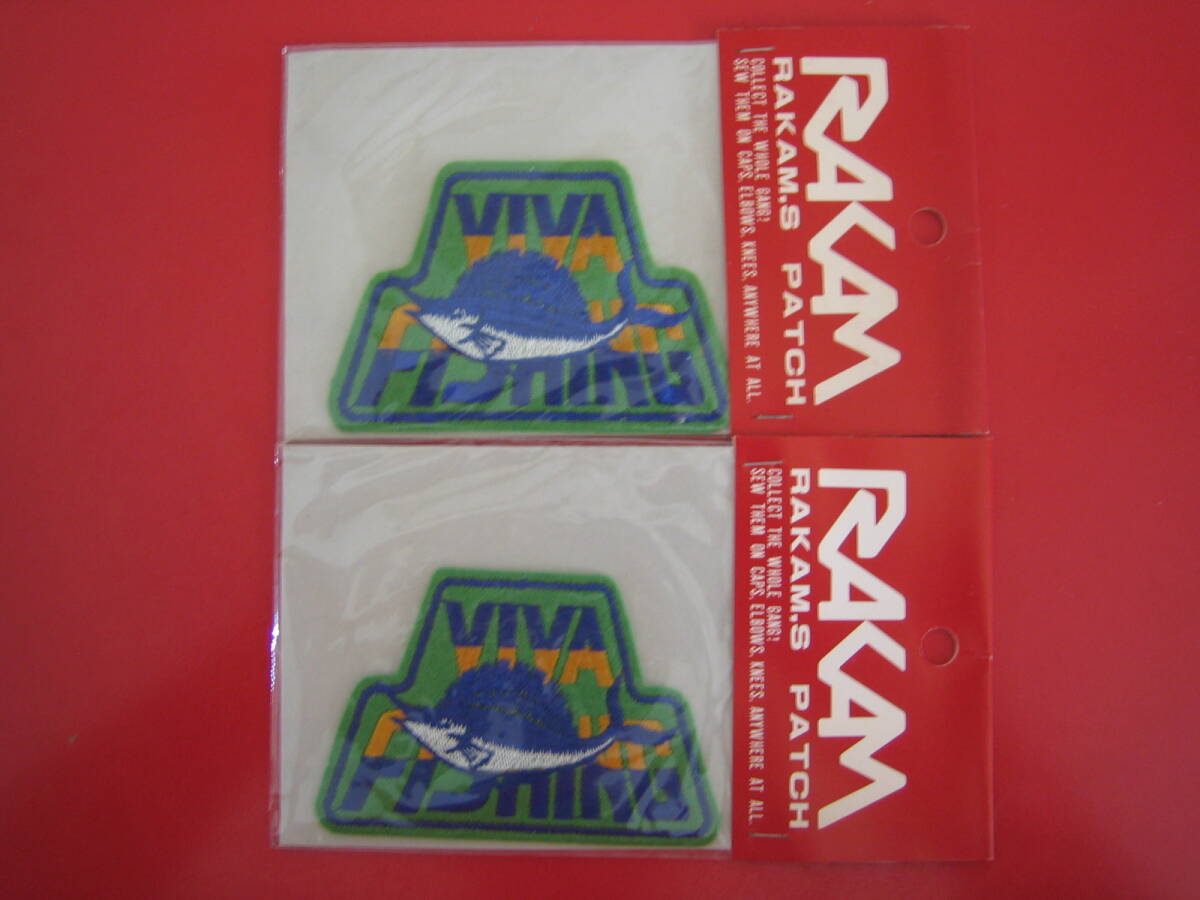 VIVA
FISHING
RAKAM
RAKAM,S PATCH
COLLECT THE WHOLE GANG!
SEW THEM ON CAPS, ELBOWS, KNEES, ANYWHERE AT ALL.
VIVA
FISHING
RAKAM
RAKAM,S PATCH
COLLECT THE WHOLE GANG!
SEW THEM ON CAPS, ELBOWS, KNEES, ANYWHERE AT ALL.